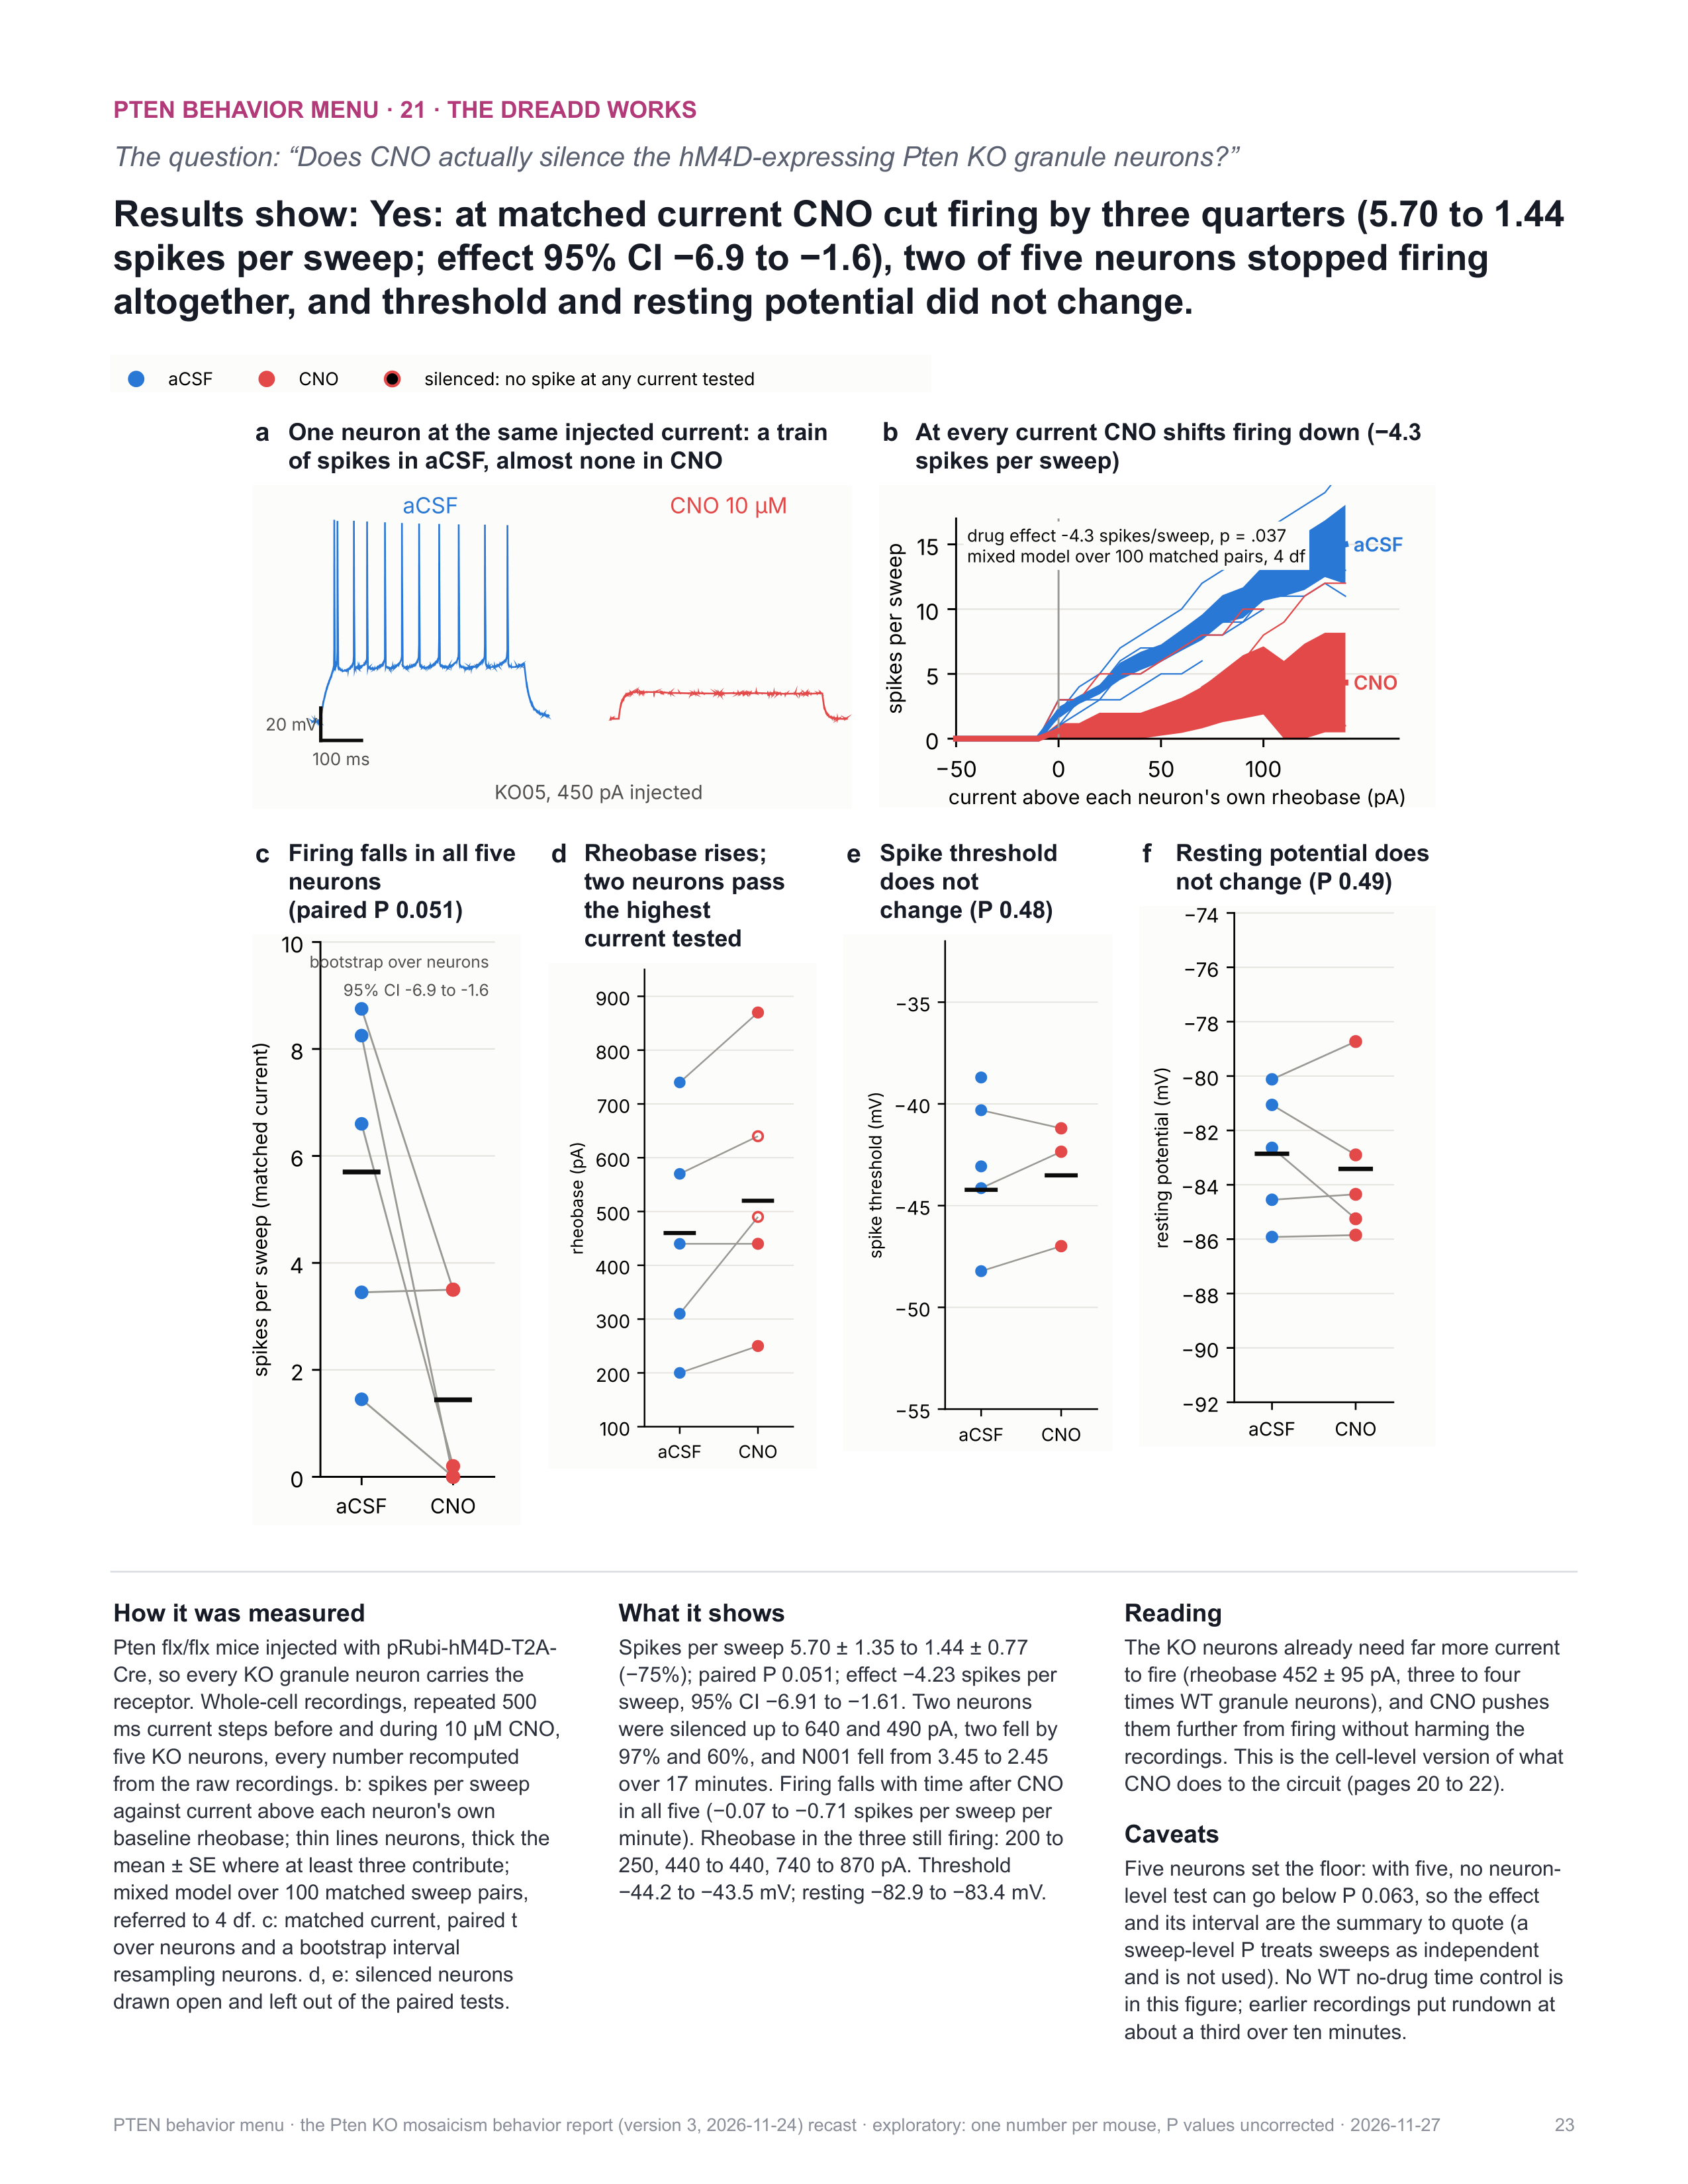 PTEN BEHAVIOR MENU · 21 · THE DREADD WORKS
The question: “Does CNO actually silence the hM4D-expressing Pten KO granule neurons?”
Results show: Yes: at matched current CNO cut firing by three quarters (5.70 to 1.44
spikes per sweep; effect 95% CI −6.9 to −1.6), two of five neurons stopped firing
altogether, and threshold and resting potential did not change.
aCSF
CNO
silenced: no spike at any current tested
a One neuron at the same injected current: a train
of spikes in aCSF, almost none in CNO
aCSF
CNO 10 µM
20 mV
100 ms
KO05, 450 pA injected
b At every current CNO shifts firing down (−4.3
spikes per sweep)
drug effect -4.3 spikes/sweep, p = .037
mixed model over 100 matched pairs, 4 df
spikes per sweep
15
10
5
0
aCSF
CNO
−50
0
50
100
current above each neuron's own rheobase (pA)
c Firing falls in all five
neurons
(paired P 0.051)
bootstrap over neurons
95% CI -6.9 to -1.6
spikes per sweep (matched current)
10
8
6
4
2
0
aCSF
CNO
d Rheobase rises;
two neurons pass
the highest
current tested
rheobase (pA)
900
800
700
600
500
400
300
200
100
aCSF
CNO
e Spike threshold
does not
change (P 0.48)
spike threshold (mV)
−35
−40
−45
−50
−55
aCSF
CNO
f Resting potential does
not change (P 0.49)
resting potential (mV)
−74
−76
−78
−80
−82
−84
−86
−88
−90
−92
aCSF
CNO
How it was measured
Pten flx/flx mice injected with pRubi-hM4D-T2A-
Cre, so every KO granule neuron carries the
receptor. Whole-cell recordings, repeated 500
ms current steps before and during 10 µM CNO,
five KO neurons, every number recomputed
from the raw recordings. b: spikes per sweep
against current above each neuron's own
baseline rheobase; thin lines neurons, thick the
mean ± SE where at least three contribute;
mixed model over 100 matched sweep pairs,
referred to 4 df. c: matched current, paired t
over neurons and a bootstrap interval
resampling neurons. d, e: silenced neurons
drawn open and left out of the paired tests.
What it shows
Spikes per sweep 5.70 ± 1.35 to 1.44 ± 0.77
(−75%); paired P 0.051; effect −4.23 spikes per
sweep, 95% CI −6.91 to −1.61. Two neurons
were silenced up to 640 and 490 pA, two fell by
97% and 60%, and N001 fell from 3.45 to 2.45
over 17 minutes. Firing falls with time after CNO
in all five (−0.07 to −0.71 spikes per sweep per
minute). Rheobase in the three still firing: 200 to
250, 440 to 440, 740 to 870 pA. Threshold
−44.2 to −43.5 mV; resting −82.9 to −83.4 mV.
Reading
The KO neurons already need far more current
to fire (rheobase 452 ± 95 pA, three to four
times WT granule neurons), and CNO pushes
them further from firing without harming the
recordings. This is the cell-level version of what
CNO does to the circuit (pages 20 to 22).
Caveats
Five neurons set the floor: with five, no neuron-
level test can go below P 0.063, so the effect
and its interval are the summary to quote (a
sweep-level P treats sweeps as independent
and is not used). No WT no-drug time control is
in this figure; earlier recordings put rundown at
about a third over ten minutes.
PTEN behavior menu · the Pten KO mosaicism behavior report (version 3, 2026-11-24) recast · exploratory: one number per mouse, P values uncorrected · 2026-11-27
23